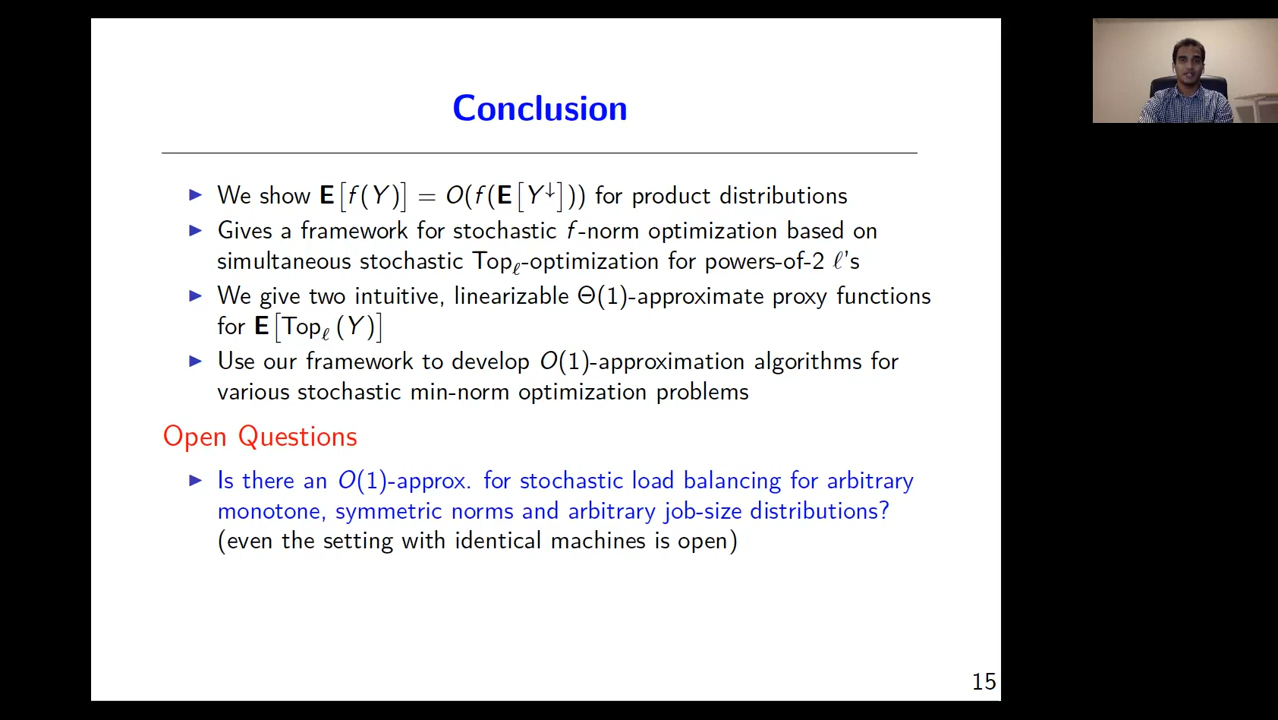 Conclusion
▶ We show E[f(Y)] = O(f(E[Y↓])) for product distributions
▶ Gives a framework for stochastic f-norm optimization based on
simultaneous stochastic Topℓ-optimization for powers-of-2 ℓ's
▶ We give two intuitive, linearizable Θ(1)-approximate proxy functions
for E[Topℓ (Y)]
▶ Use our framework to develop O(1)-approximation algorithms for
various stochastic min-norm optimization problems
Open Questions
▶ Is there an O(1)-approx. for stochastic load balancing for arbitrary
monotone, symmetric norms and arbitrary job-size distributions?
(even the setting with identical machines is open)
15